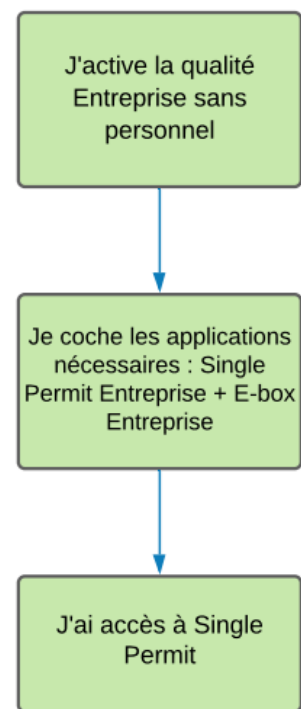 J'active la qualité
Entreprise sans
personnel
Je coche les applications
nécessaires : Single
Permit Entreprise + E-box
Entreprise
J'ai accès à Single
Permit